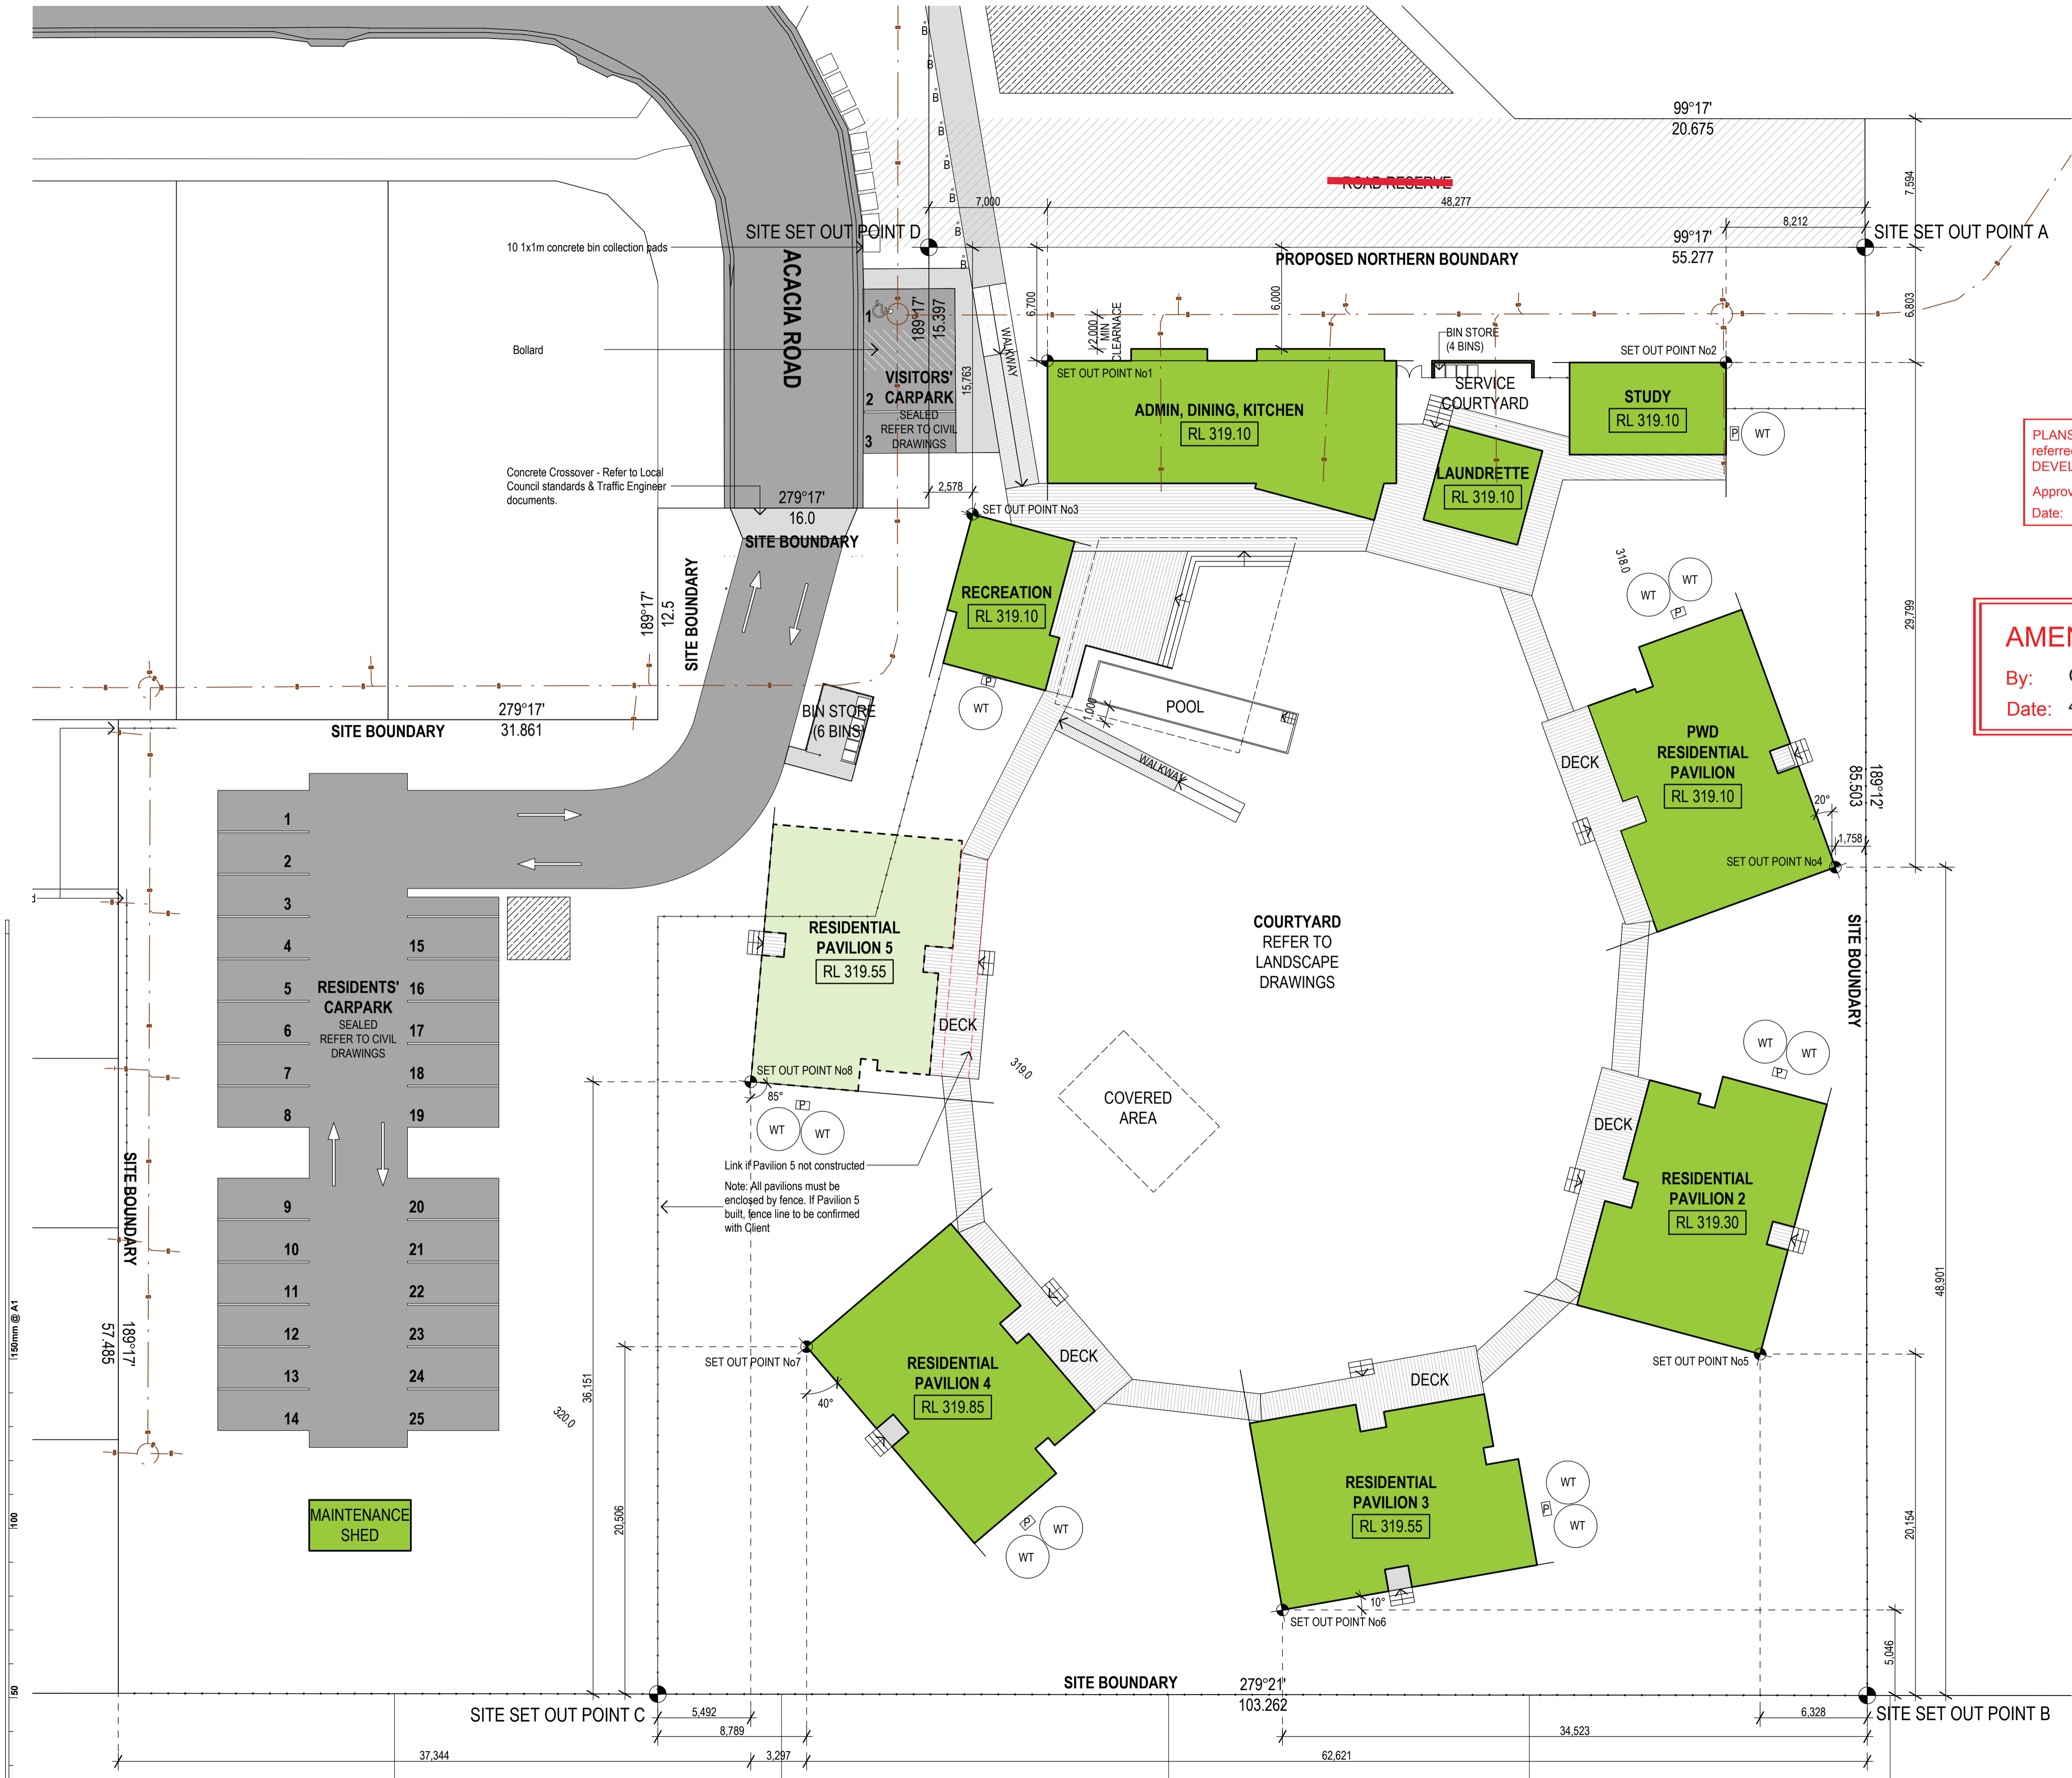 99°17'
20.675
ROAD RESERVE
7,594
7,000
48,277
8,212
SITE SET OUT POINT D
SITE SET OUT POINT A
99°17'
55.277
PROPOSED NORTHERN BOUNDARY
10 1x1m concrete bin collection pads
ACACIA ROAD
B
B
B
B
B
B
B
B
1
189°17'
15.397
6,700
6,000
6,803
2,000
MIN
CLEARNACE
Bollard
WALKWAY
15,763
BIN STORE
(4 BINS)
SET OUT POINT No2
SET OUT POINT No1
SERVICE
COURTYARD
VISITORS'
CARPARK
2
SEALED
REFER TO CIVIL
DRAWINGS
3
ADMIN, DINING, KITCHEN
RL 319.10
STUDY
RL 319.10
P
WT
PLANS
referre
DEVEL
Approv
Date:
Concrete Crossover - Refer to Local
Council standards & Traffic Engineer
documents.
LAUNDRETTE
RL 319.10
279°17'
16.0
2,578
SET OUT POINT No3
SITE BOUNDARY
RECREATION
RL 319.10
318.0
WT
WT
P
29,799
189°17'
12.5
SITE BOUNDARY
AMEN
By:
Date: 4
P
WT
POOL
1,000
279°17'
31.861
SITE BOUNDARY
BIN STORE
(6 BINS)
WALKWAY
DECK
PWD
RESIDENTIAL
PAVILION
RL 319.10
189°12'
85.503
20°
1,758
SET OUT POINT No4
1
2
3
4
15
5
16
RESIDENTS'
CARPARK
SEALED
REFER TO CIVIL
DRAWINGS
6
17
7
18
8
19
RESIDENTIAL
PAVILION 5
RL 319.55
DECK
COURTYARD
REFER TO
LANDSCAPE
DRAWINGS
SITE BOUNDARY
SET OUT POINT No8
85°
P
WT
WT
319.0
COVERED
AREA
WT
WT
P
DECK
Link if Pavilion 5 not constructed
Note: All pavilions must be
enclosed by fence. If Pavilion 5
built, fence line to be confirmed
with Client
SITE BOUNDARY
RESIDENTIAL
PAVILION 2
RL 319.30
9
20
10
21
11
22
12
23
13
24
14
25
48,901
189°17'
57.485
150mm @ A1
SET OUT POINT No7
SET OUT POINT No5
RESIDENTIAL
PAVILION 4
RL 319.85
DECK
DECK
40°
36,151
320.0
20,506
100
MAINTENANCE
SHED
P
WT
WT
RESIDENTIAL
PAVILION 3
RL 319.55
WT
P
WT
20,154
10°
SET OUT POINT No6
5,046
50
SITE BOUNDARY
279°21'
103.262
SITE SET OUT POINT C
SITE SET OUT POINT B
5,492
8,789
6,328
34,523
37,344
3,297
62,621